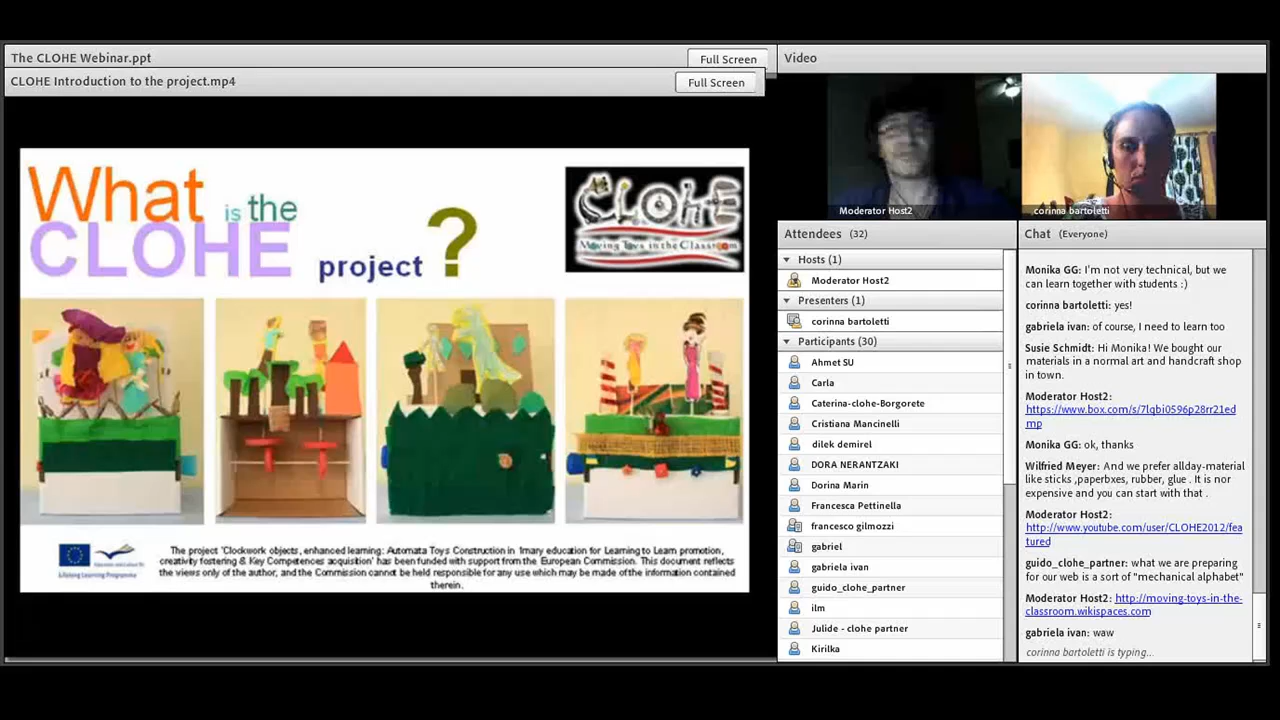 The CLOHE Webinar.ppt
Full Screen
CLOHE Introduction to the project.mp4
Full Screen
What
is the
CLOHE
project ?
CLOHE
Moving Toys in the Classroom
Lifelong Learning Programme
The project 'Clockwork objects, enhanced learning: Automata Toys Construction in 1mary education for Learning to Learn promotion,
creativity fostering & Key Competences acquisition' has been funded with support from the European Commission. This document reflects
the views only of the author, and the Commission cannot be held responsible for any use which may be made of the information contained
therein.
Video
Moderator Host2
corinna bartoletti
Attendees (32)
Hosts (1)
Moderator Host2
Presenters (1)
corinna bartoletti
Participants (30)
Ahmet SU
Carla
Caterina-clohe-Borgorete
Cristiana Mancinelli
dilek demirel
DORA NERANTZAKI
Dorina Marin
Francesca Pettinella
francesco gilmozzi
gabriel
gabriela ivan
guido_clohe_partner
ilm
Julide - clohe partner
Kirilka
Chat (Everyone)
Monika GG: I'm not very technical, but we
can learn together with students :)
corinna bartoletti: yes!
gabriela ivan: of course, I need to learn too
Susie Schmidt: Hi Monika! We bought our
materials in a normal art and handcraft shop
in town.
Moderator Host2:
https://www.box.com/s/7lqbi0596p28rr21ed
mp
Monika GG: ok, thanks
Wilfried Meyer: And we prefer allday-material
like sticks ,paperbxes, rubber, glue . It is nor
expensive and you can start with that .
Moderator Host2:
http://www.youtube.com/user/CLOHE2012/fea
tured
guido_clohe_partner: what we are preparing
for our web is a sort of "mechanical alphabet"
Moderator Host2: http://moving-toys-in-the-
classroom.wikispaces.com
gabriela ivan: waw
corinna bartoletti is typing...